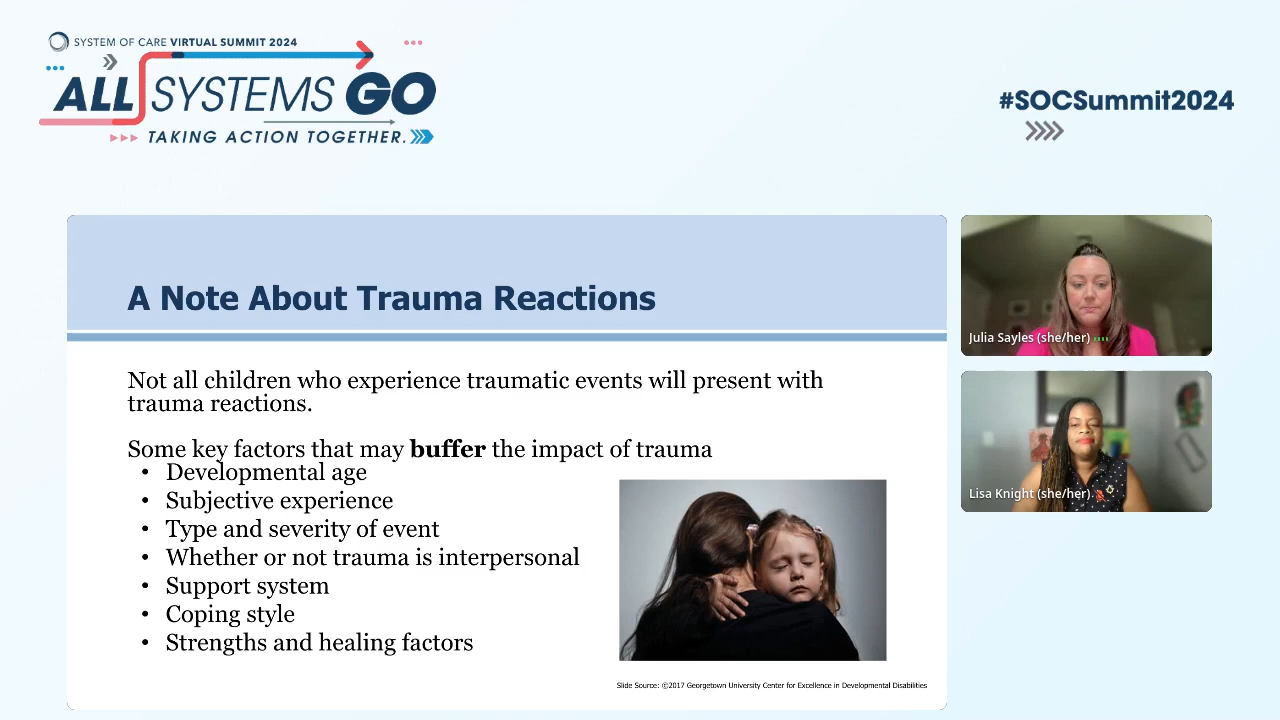 SYSTEM OF CARE VIRTUAL SUMMIT 2024
ALL SYSTEMS GO
TAKING ACTION TOGETHER.
#SOCSummit2024
A Note About Trauma Reactions
Not all children who experience traumatic events will present with
trauma reactions.
Some key factors that may buffer the impact of trauma
• Developmental age
• Subjective experience
• Type and severity of event
• Whether or not trauma is interpersonal
• Support system
• Coping style
• Strengths and healing factors
Slide Source: ©2017 Georgetown University Center for Excellence in Developmental Disabilities
Julia Sayles (she/her)
Lisa Knight (she/her)